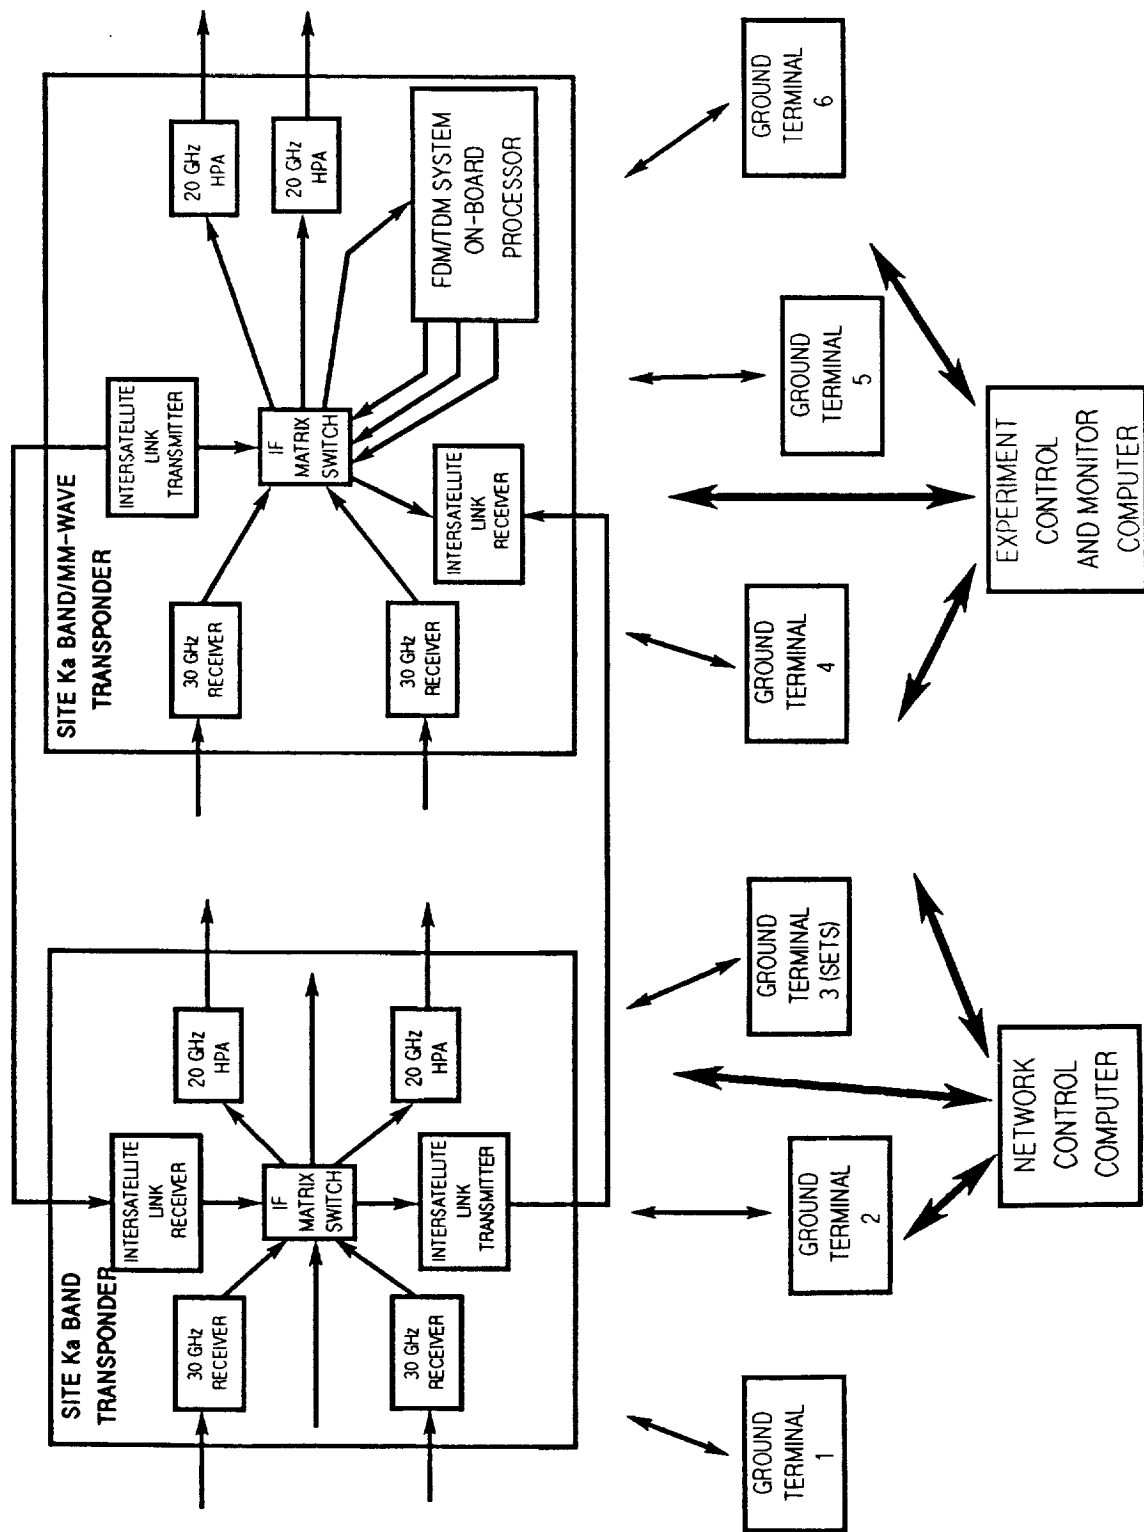 SITE Ka BAND
TRANSPONDER
30 GHz
RECEIVER
30 GHz
RECEIVER
INTERSATELLITE
LINK
RECEIVER
IF
MATRIX
SWITCH
INTERSATELLITE
LINK
TRANSMITTER
20 GHz
HPA
20 GHz
HPA
SITE Ka BAND/MM-WAVE
TRANSPONDER
30 GHz
RECEIVER
30 GHz
RECEIVER
INTERSATELLITE
LINK
TRANSMITTER
IF
MATRIX
SWITCH
INTERSATELLITE
LINK
RECEIVER
20 GHz
HPA
20 GHz
HPA
FDM/TDM SYSTEM
ON-BOARD
PROCESSOR
GROUND
TERMINAL
1
GROUND
TERMINAL
2
GROUND
TERMINAL
3 (SETS)
GROUND
TERMINAL
4
GROUND
TERMINAL
5
GROUND
TERMINAL
6
NETWORK
CONTROL
COMPUTER
EXPERIMENT
CONTROL
AND MONITOR
COMPUTER